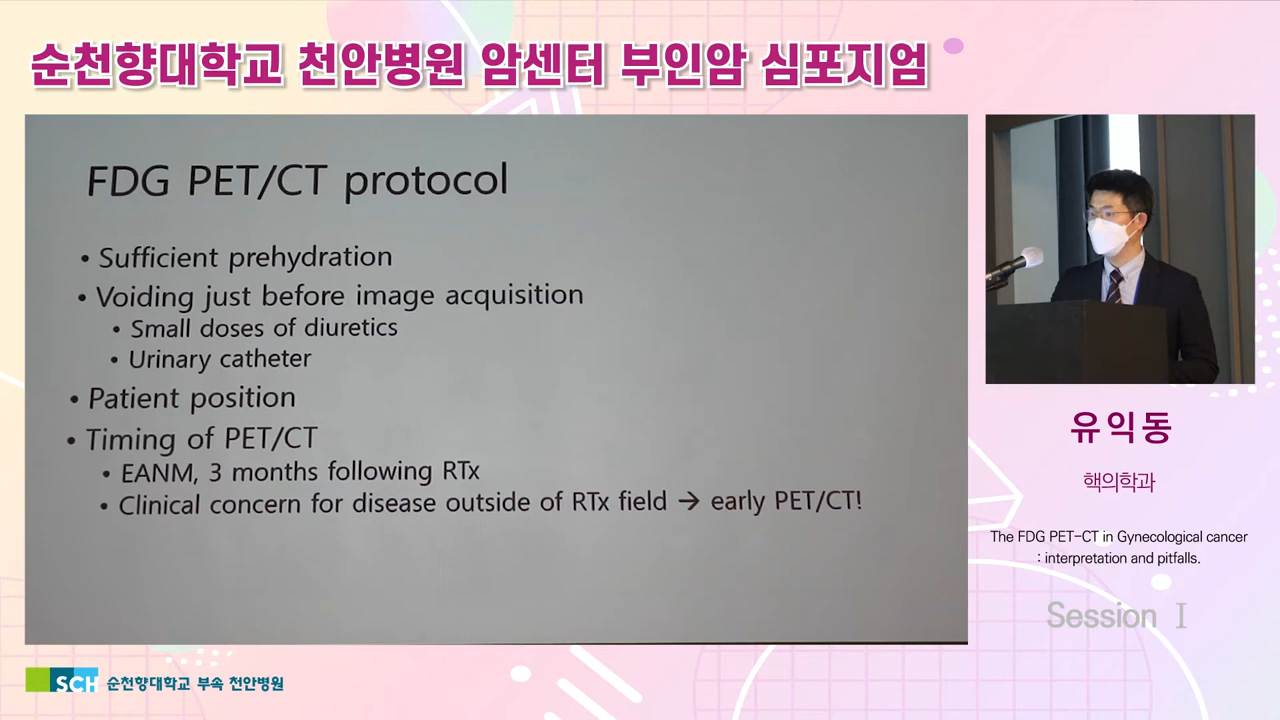 순천향대학교 천안병원 암센터 부인암 심포지엄
FDG PET/CT protocol
• Sufficient prehydration
• Voiding just before image acquisition
• Small doses of diuretics
• Urinary catheter
• Patient position
• Timing of PET/CT
• EANM, 3 months following RTx
• Clinical concern for disease outside of RTx field → early PET/CT!
유익동
핵의학과
The FDG PET-CT in Gynecological cancer
: interpretation and pitfalls.
Session Ⅰ
SCH 순천향대학교 부속 천안병원